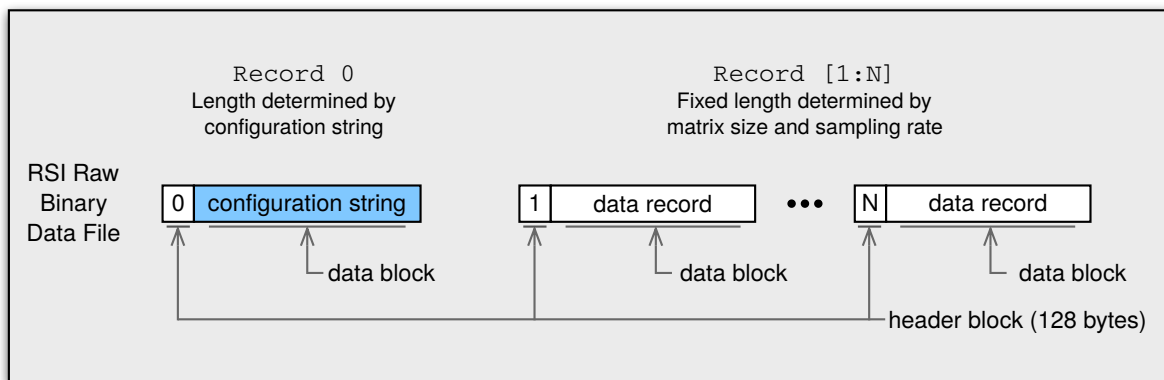 Record 0
Length determined by
configuration string
Record [1:N]
Fixed length determined by
matrix size and sampling rate
RSI Raw
Binary
Data File
0 configuration string
1 data record
••• N data record
data block
data block
data block
header block (128 bytes)